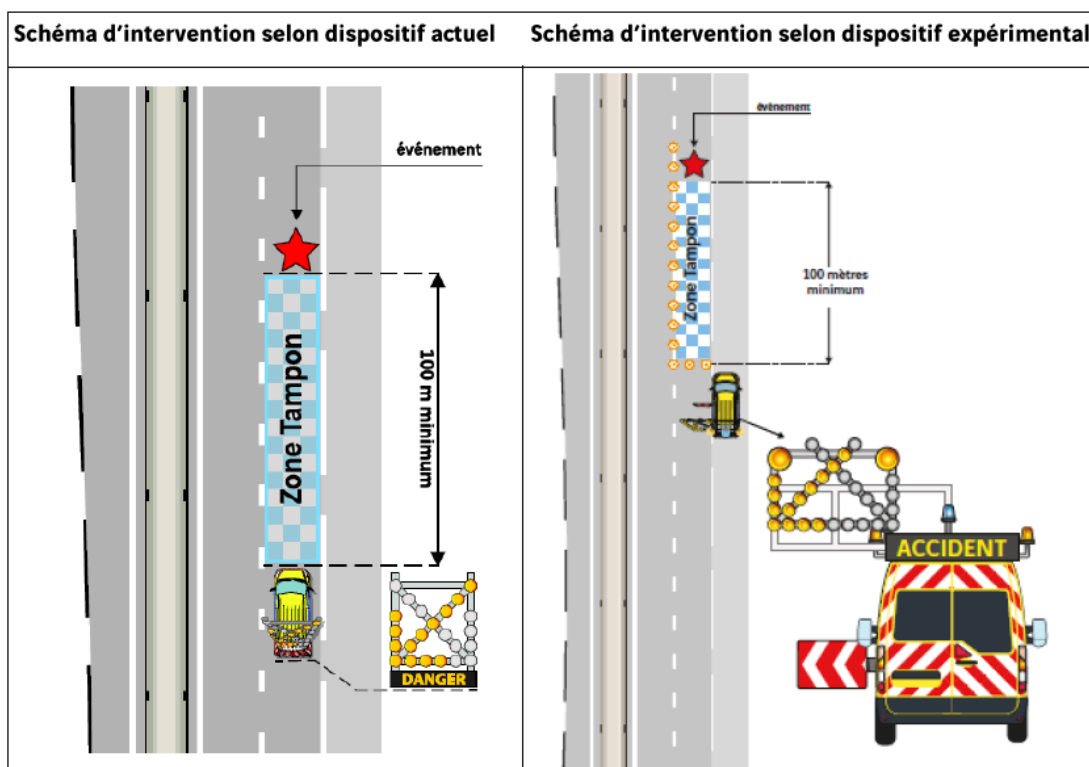 Schéma d’intervention selon dispositif actuel
Schéma d’intervention selon dispositif expérimental
événement
Zone Tampon
100 m minimum
DANGER
évènement
Zone Tampon
100 mètres
minimum
ACCIDENT